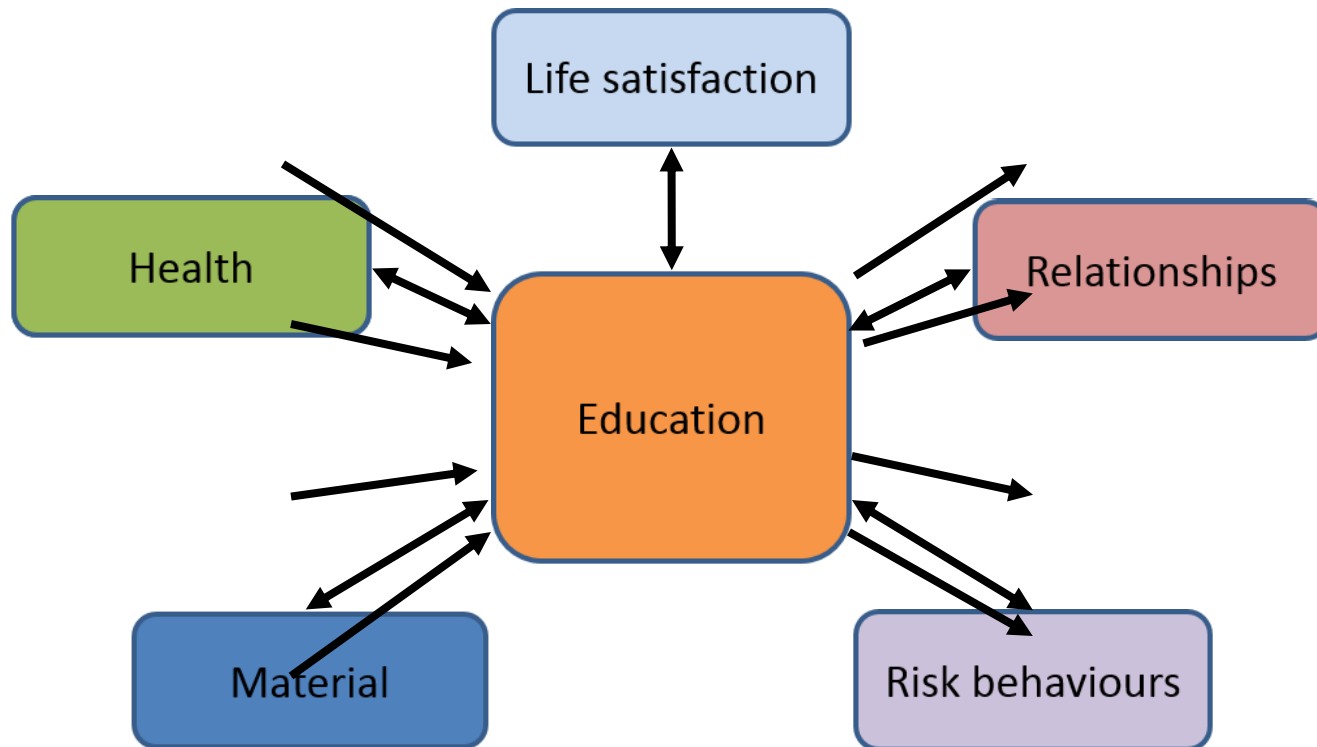 Life satisfaction
Health
Relationships
Education
Material
Risk behaviours